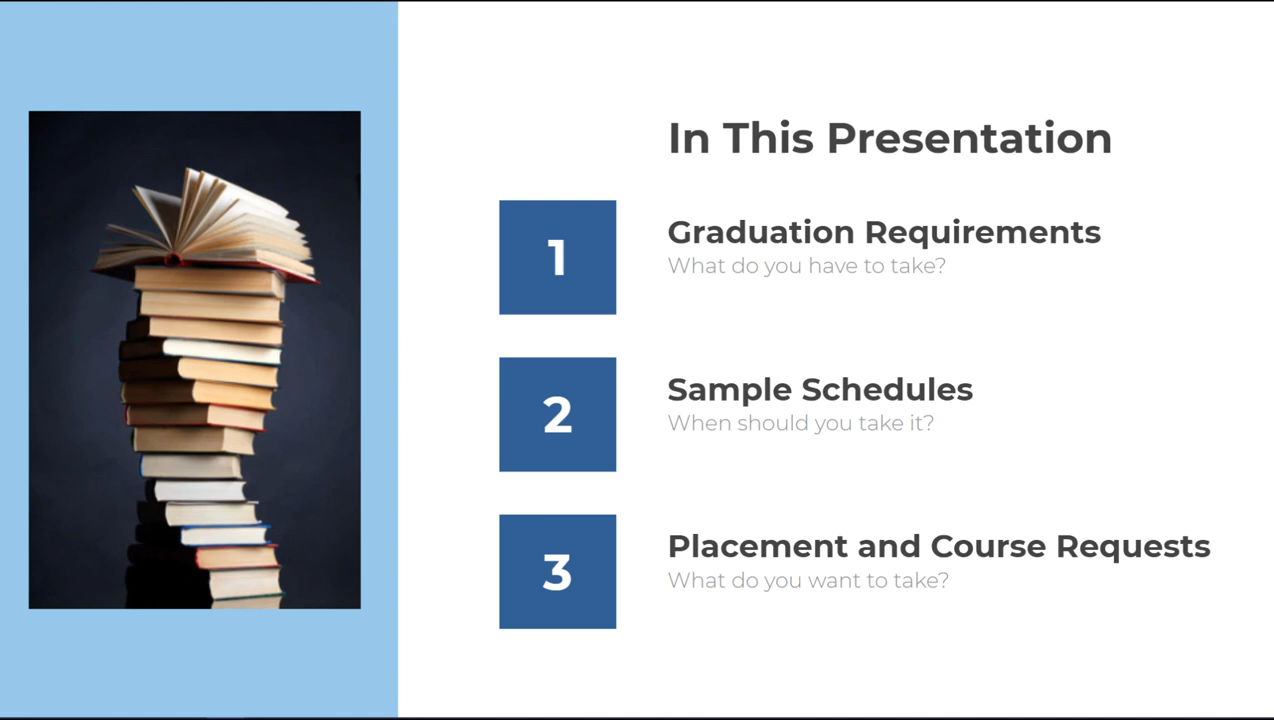 In This Presentation
1
Graduation Requirements
What do you have to take?
2
Sample Schedules
When should you take it?
3
Placement and Course Requests
What do you want to take?